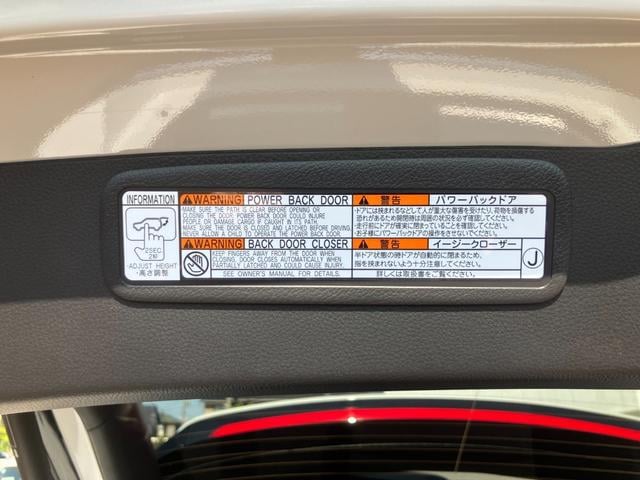 INFORMATION
2SEC.
2秒
-ADJUST HEIGHT
-高さ調整
WARNING POWER BACK DOOR
MAKE SURE THE PATH IS CLEAR BEFORE OPENING OR
CLOSING THE DOOR. POWER BACK DOOR COULD INJURE
PEOPLE OR DAMAGE CARGO IF CAUGHT IN ITS PATH.
MAKE SURE THE DOOR IS CLOSED AND LATCHED BEFORE DRIVING.
NEVER ALLOW A CHILD TO OPERATE THE POWER BACK DOOR.
WARNING BACK DOOR CLOSER
KEEP FINGERS AWAY FROM THE DOOR WHEN
CLOSING. DOOR CLOSES AUTOMATICALLY WHEN
PARTIALLY LATCHED AND COULD CAUSE INJURY.
SEE OWNER'S MANUAL FOR DETAILS.
警告 パワーバックドア
・ドアには挟まれるなどして人が重大な傷害を受けたり、荷物を損傷する
恐れがあるため開閉時は周囲の状況を必ず確認してください。
・走行前にドアが確実に閉まっていることを確認してください。
・お子様にパワーバックドアの操作をさせないでください。
警告 イージークローザー
半ドア状態の時ドアが自動的に閉まるため、
指を挟まれないよう十分注意してください。
詳しくは取扱書をご覧ください。
J